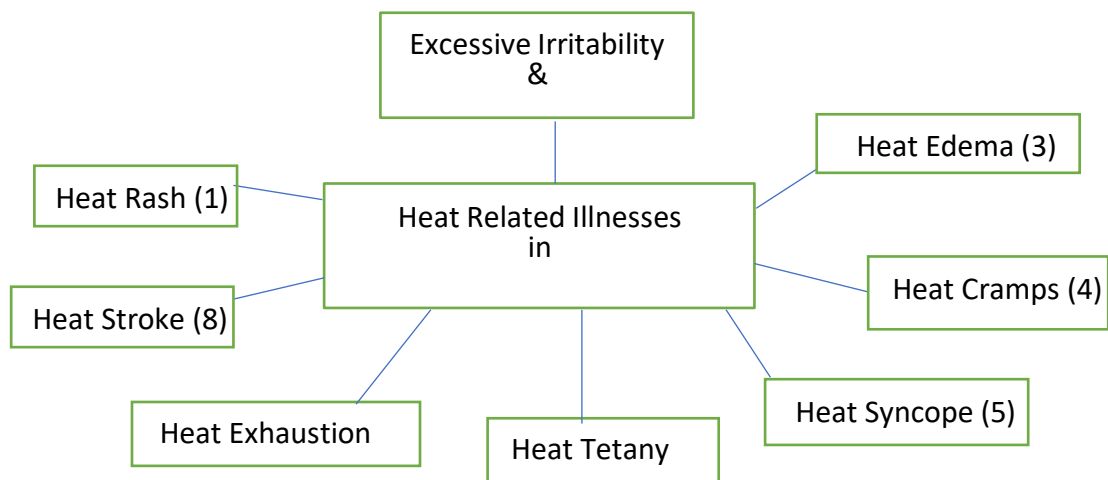 Excessive Irritability
&
Heat Edema (3)
Heat Rash (1)
Heat Related Illnesses
in
Heat Cramps (4)
Heat Stroke (8)
Heat Syncope (5)
Heat Exhaustion
Heat Tetany